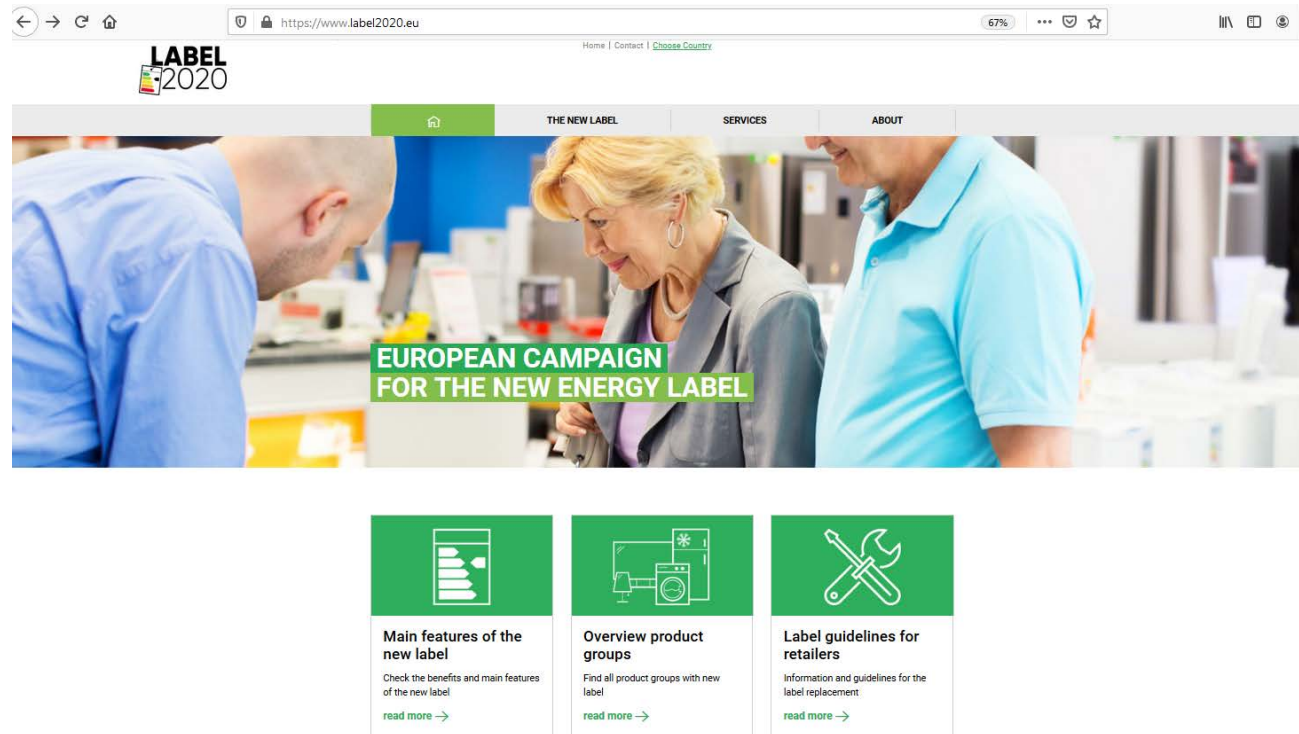 https://www.label2020.eu
67%
LABEL
2020
Home | Contact | Choose Country
THE NEW LABEL
SERVICES
ABOUT
EUROPEAN CAMPAIGN
FOR THE NEW ENERGY LABEL
Main features of the
new label
Check the benefits and main features
of the new label
read more
Overview product
groups
Find all product groups with new
label
read more
Label guidelines for
retailers
Information and guidelines for the
label replacement
read more